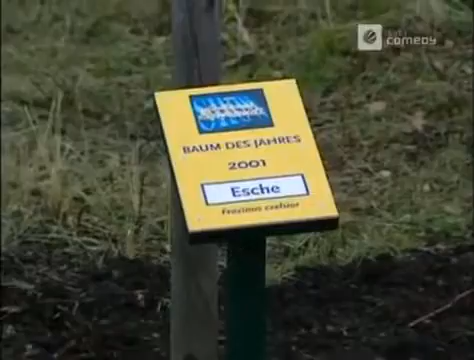 comedy
BAUM DES JAHRES
2001
Esche
Fraxinus excelsior